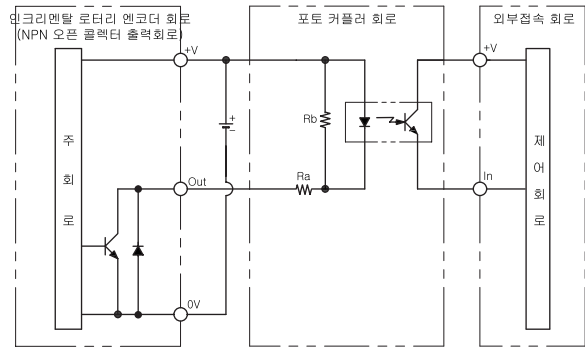 인크리멘탈 로터리 엔코더 회로
(NPN 오픈 콜렉터 출력회로)
포토 커플러 회로
외부접속 회로
+V
+V
+
−
Rb
주회로
제어회로
Out
Ra
In
0V